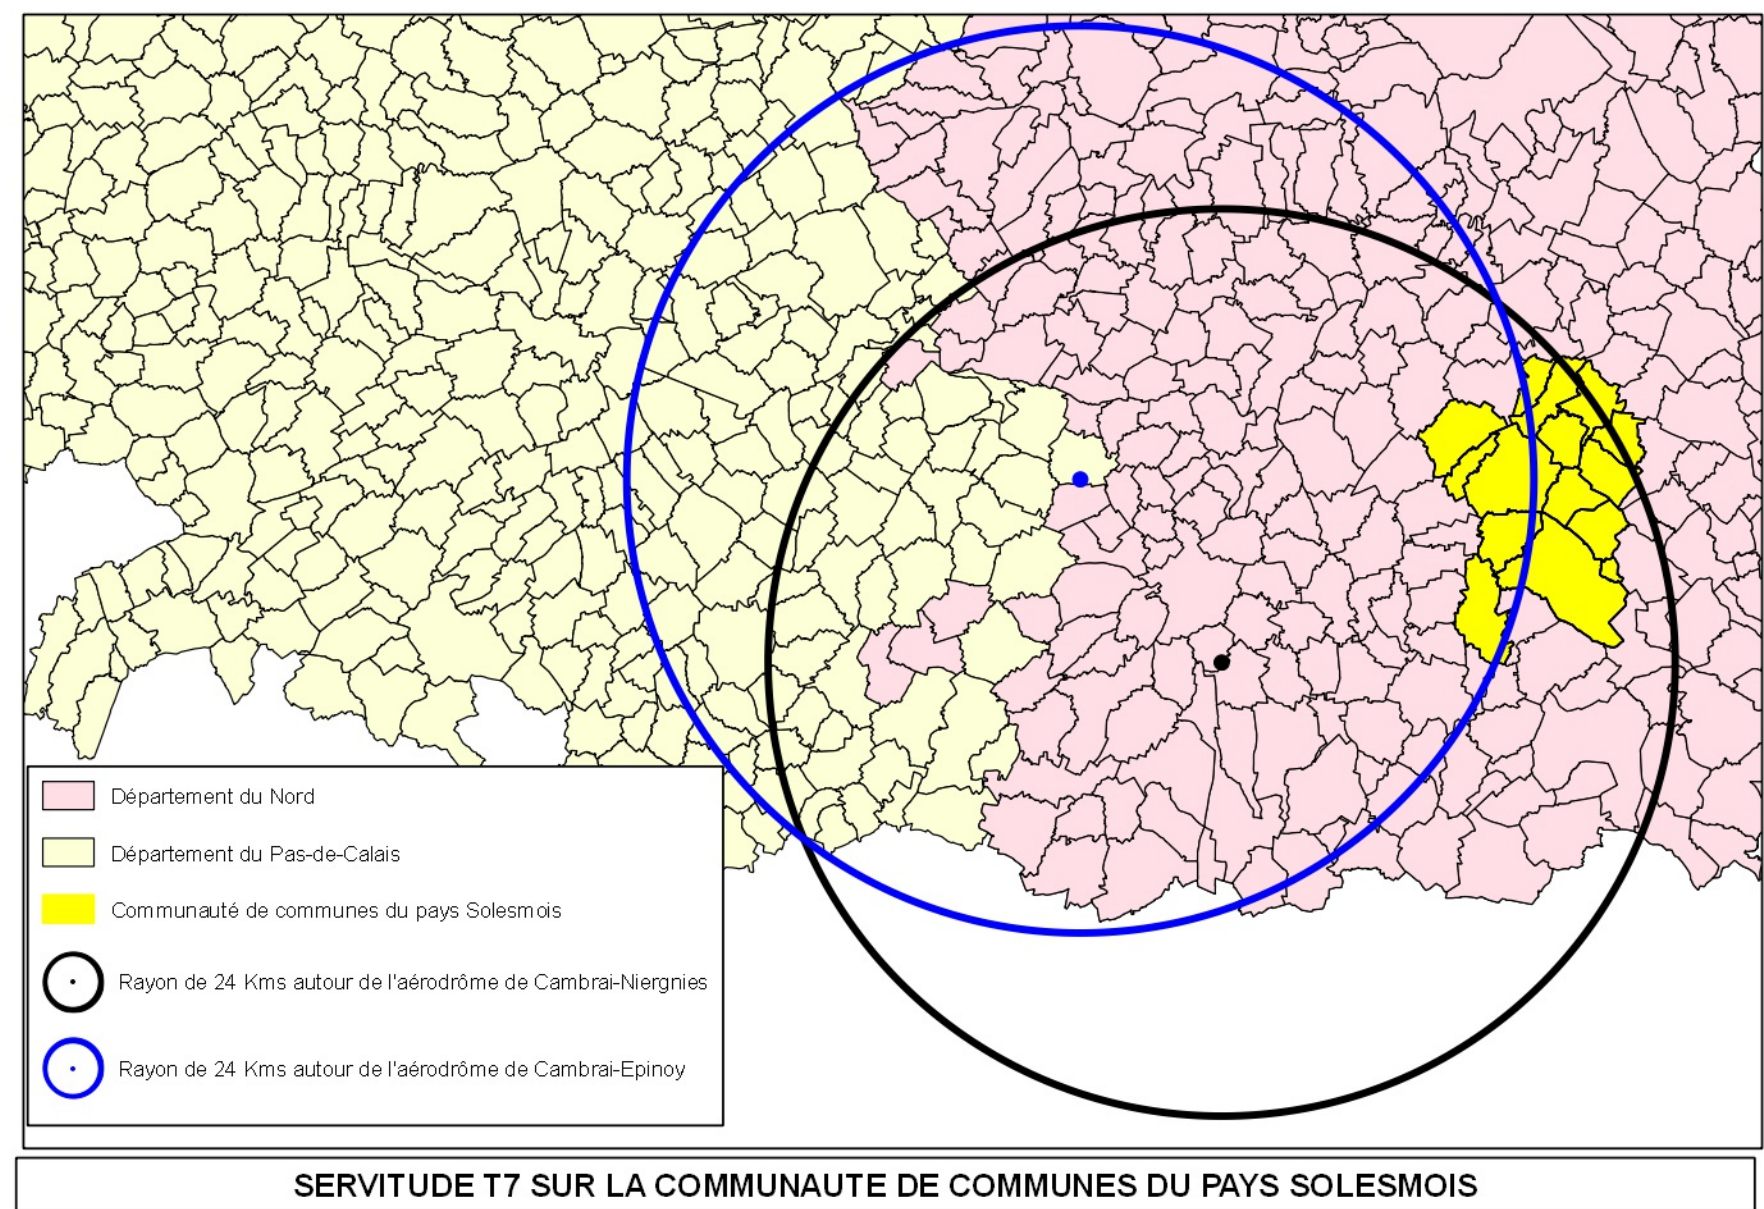 Département du Nord
Département du Pas-de-Calais
Communauté de communes du pays Solesmois
Rayon de 24 Kms autour de l'aérodrôme de Cambrai-Niergnies
Rayon de 24 Kms autour de l'aérodrôme de Cambrai-Epinoy
SERVITUDE T7 SUR LA COMMUNAUTE DE COMMUNES DU PAYS SOLESMOIS